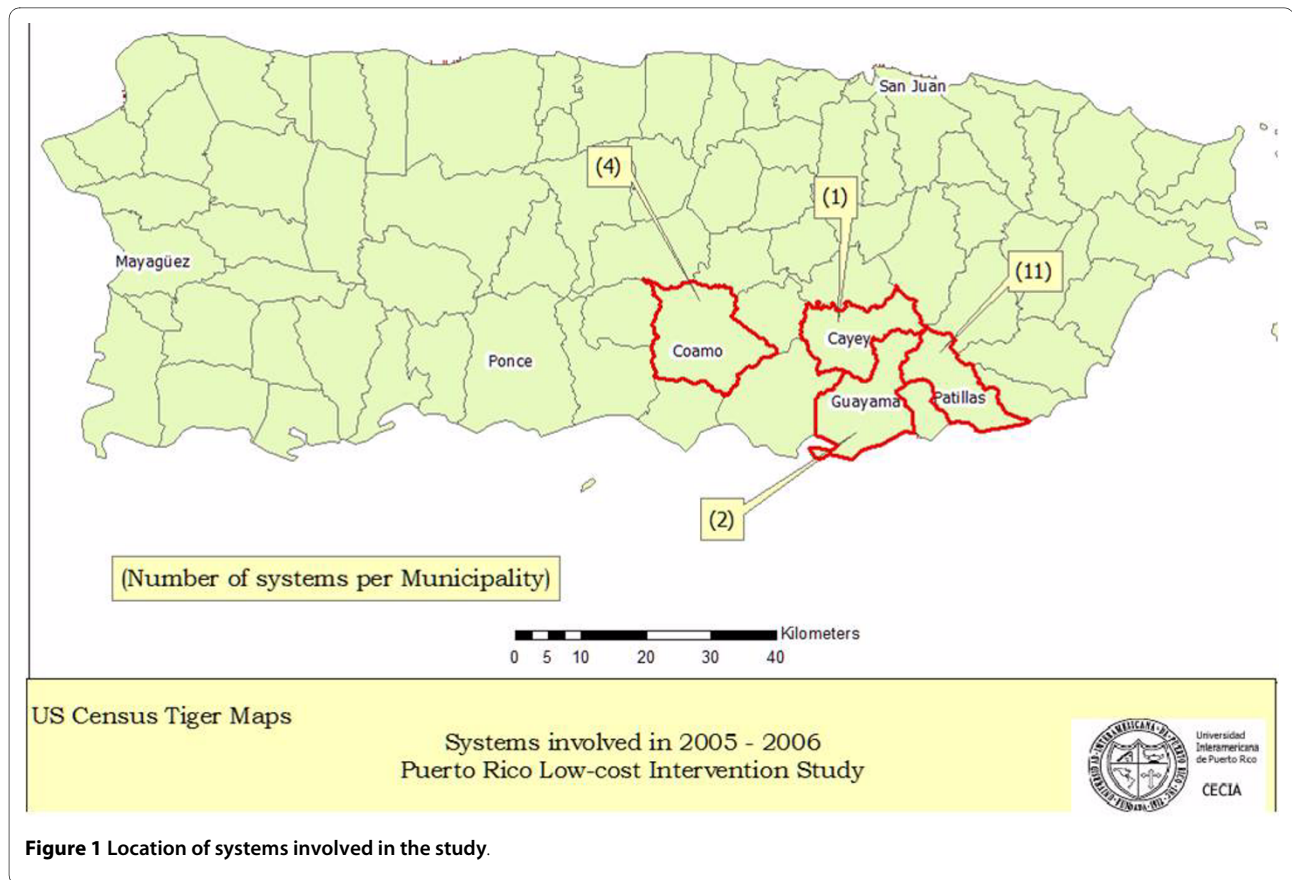 San Juan
(4)
(1)
(11)
Mayagüez
Cayey
Coamo
Ponce
Guayama
Patillas
(2)
(Number of systems per Municipality)
Kilometers
0 5 10 20 30 40
US Census Tiger Maps
Systems involved in 2005 - 2006
Puerto Rico Low-cost Intervention Study
Universidad
Interamericana
de Puerto Rco
CECIA
Figure 1 Location of systems involved in the study.